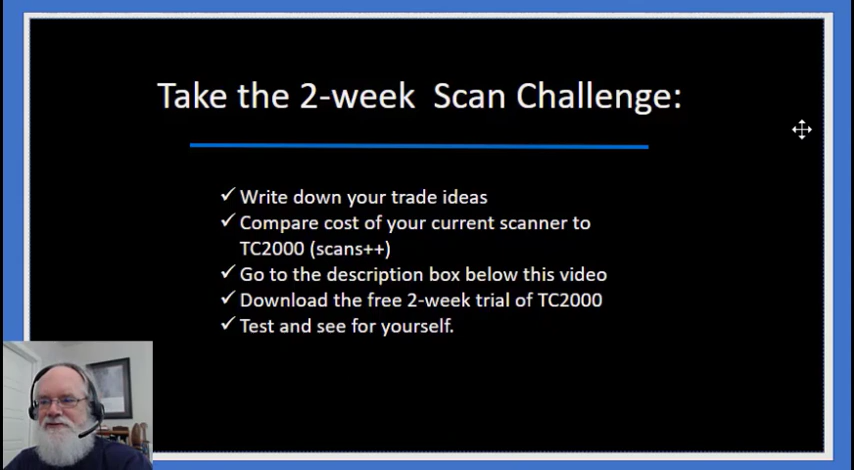 Take the 2-week Scan Challenge:
✓ Write down your trade ideas
✓ Compare cost of your current scanner to
TC2000 (scans++)
✓ Go to the description box below this video
✓ Download the free 2-week trial of TC2000
✓ Test and see for yourself.